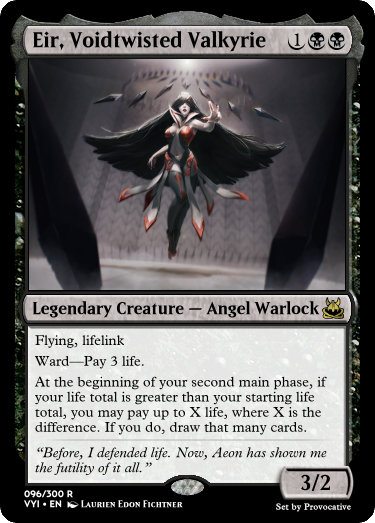 Eir, Voidtwisted Valkyrie 1
Legendary Creature — Angel Warlock
Flying, lifelink
Ward—Pay 3 life.
At the beginning of your second main phase, if
your life total is greater than your starting life
total, you may pay up to X life, where X is the
difference. If you do, draw that many cards.
“Before, I defended life. Now, Aeon has shown me
the futility of it all.”
3/2
096/300 R
VYI • EN Laurien Edon Fichtner
Set by Provocative